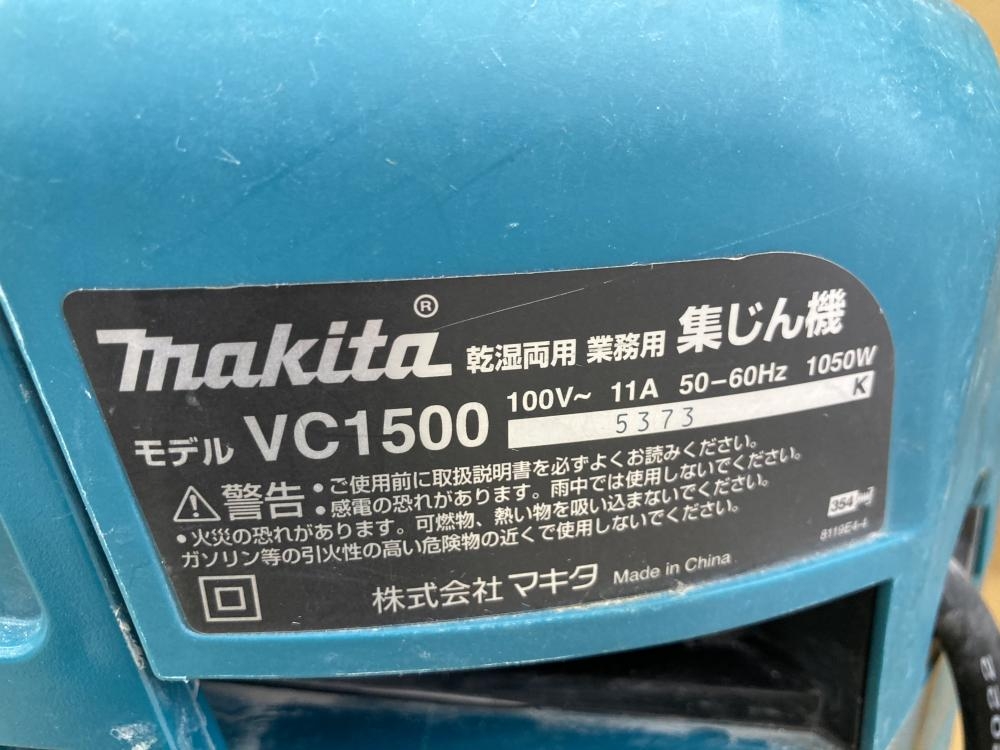 makita® 乾湿両用 業務用 集じん機
モデル VC1500 100V~ 11A 50-60Hz 1050W
5373 K
警告 • ご使用前に取扱説明書を必ずよくお読みください。
• 感電の恐れがあります。雨中では使用しないでください。
• 火災の恐れがあります。可燃物、熱い物を吸い込まないでください。
ガソリン等の引火性の高い危険物の近くで使用しないでください。
354
8119E4-4
株式会社 マキタ Made in China